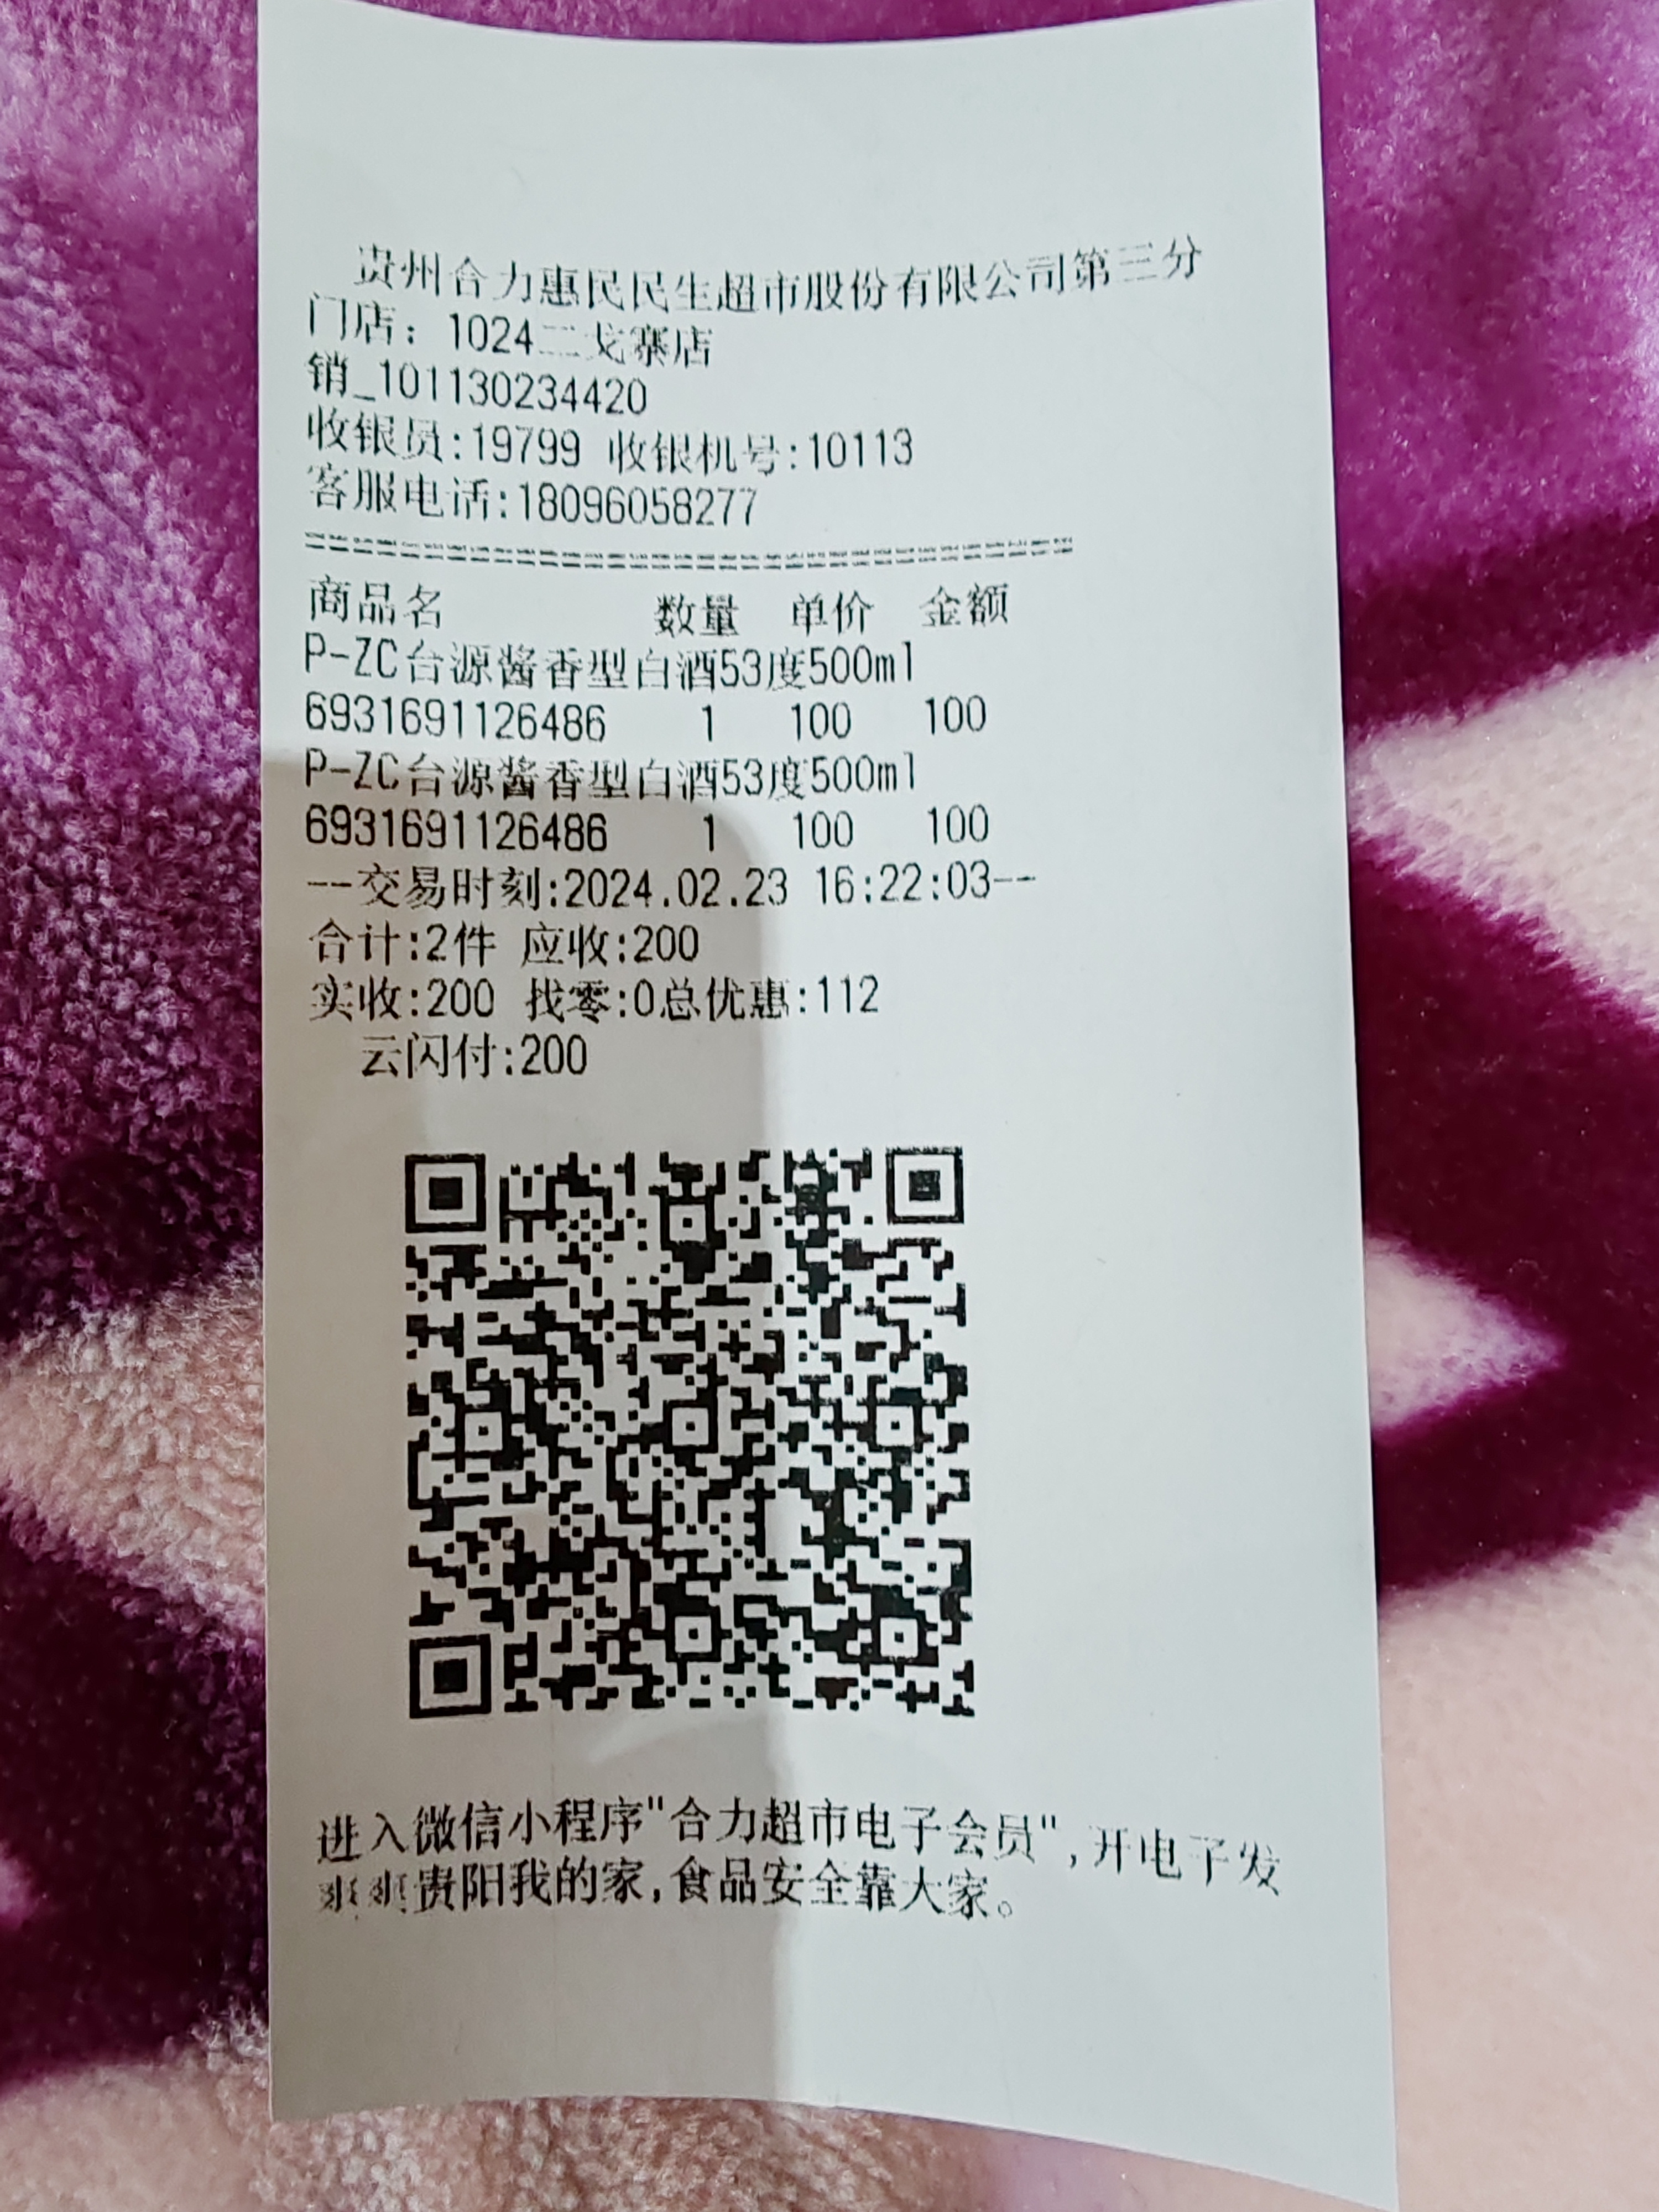 贵州合力惠民民生超市股份有限公司第三分
门店：1024二戈寨店
销_101130234420
收银员:19799 收银机号:10113
客服电话:18096058277
商品名 数量 单价 金额
P-ZC台源酱香型白酒53度500ml
6931691126486 1 100 100
P-ZC台源酱香型白酒53度500ml
6931691126486 1 100 100
--交易时刻:2024.02.23 16:22:03--
合计:2件 应收:200
实收:200 找零:0总优惠:112
云闪付:200
进入微信小程序"合力超市电子会员",开电子发
贵阳我的家,食品安全靠大家。